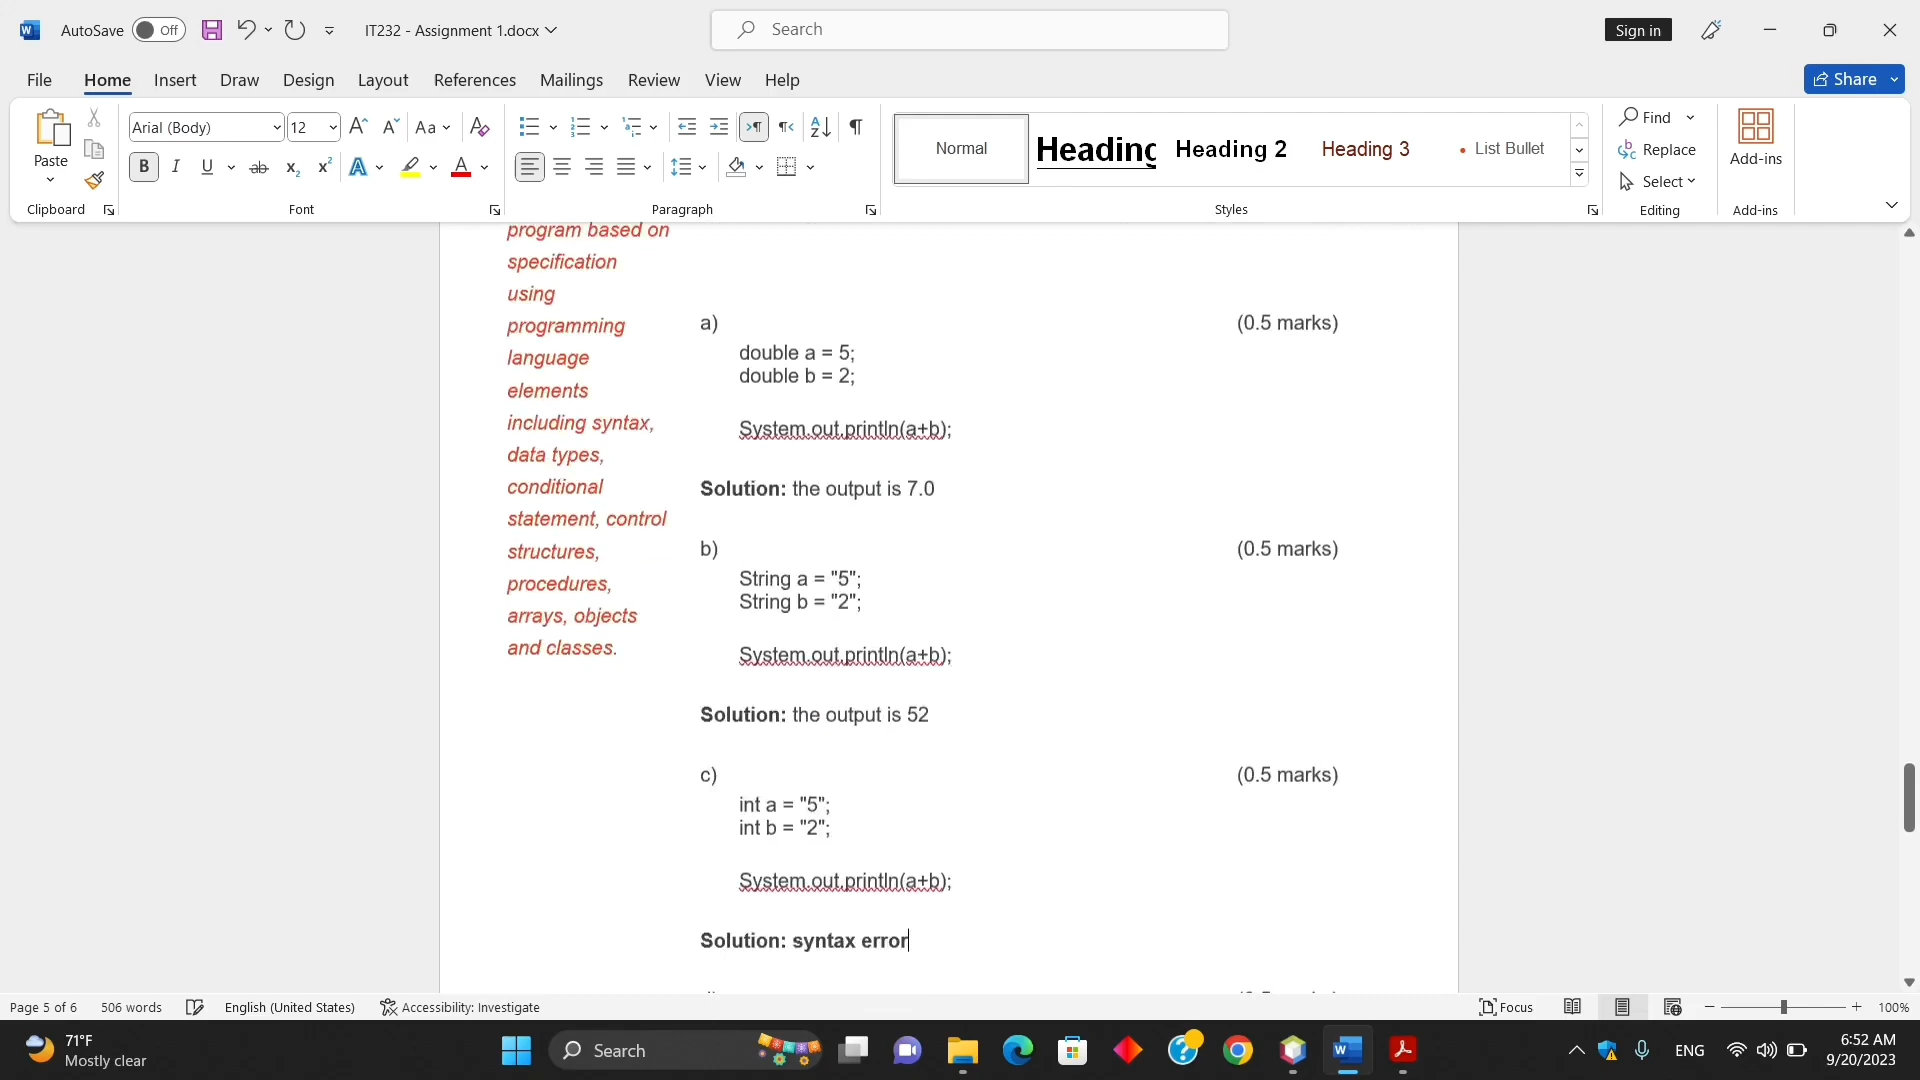 AutoSave Off IT232 - Assignment 1.docx Search Sign in
File Home Insert Draw Design Layout References Mailings Review View Help Share
Paste Arial (Body) 12 Aa Normal Heading Heading 2 Heading 3 • List Bullet Find Replace Select Add-ins
Clipboard Font Paragraph Styles Editing Add-ins
program based on
specification
using
programming
language
elements
including syntax,
data types,
conditional
statement, control
structures,
procedures,
arrays, objects
and classes.
a) (0.5 marks)
double a = 5;
double b = 2;
System.out.println(a+b);
Solution: the output is 7.0
b) (0.5 marks)
String a = "5";
String b = "2";
System.out.println(a+b);
Solution: the output is 52
c) (0.5 marks)
int a = "5";
int b = "2";
System.out.println(a+b);
Solution: syntax error
Page 5 of 6 506 words English (United States) Accessibility: Investigate Focus 100%
71°F
Mostly clear
Search
ENG
6:52 AM
9/20/2023